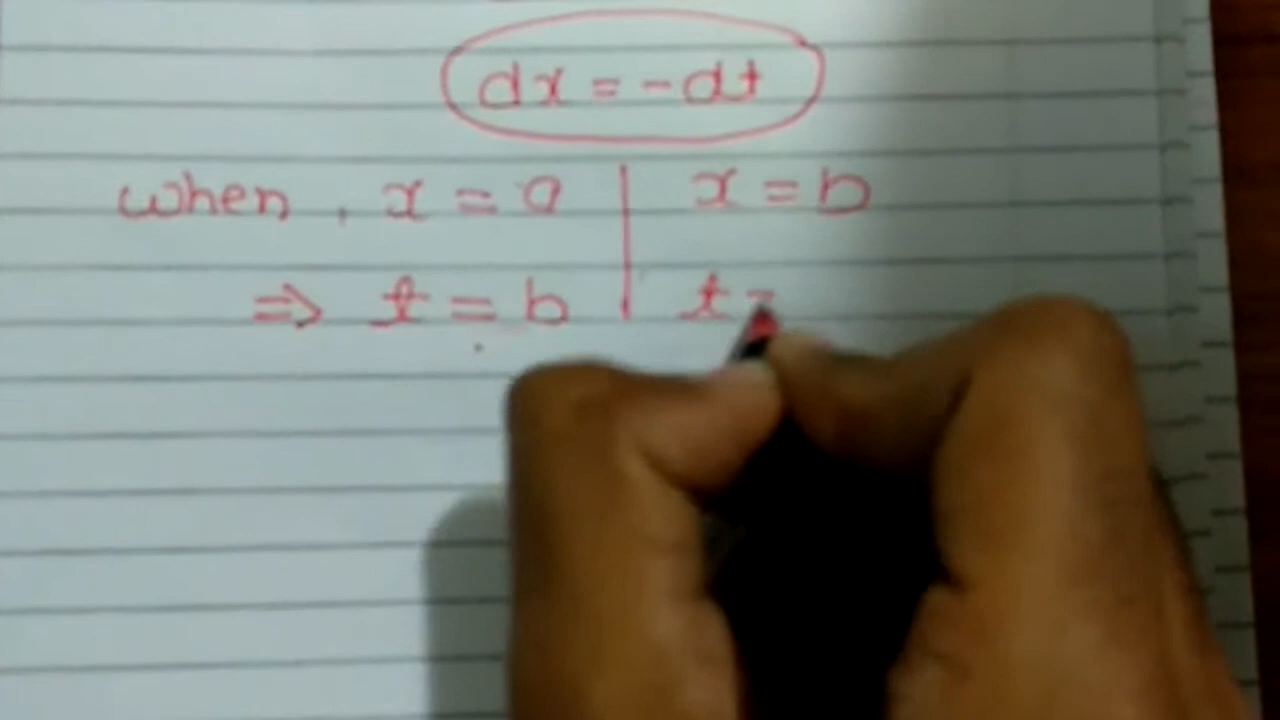 dx = -dt
when, x = a | x = b
⇒ t = b | t =